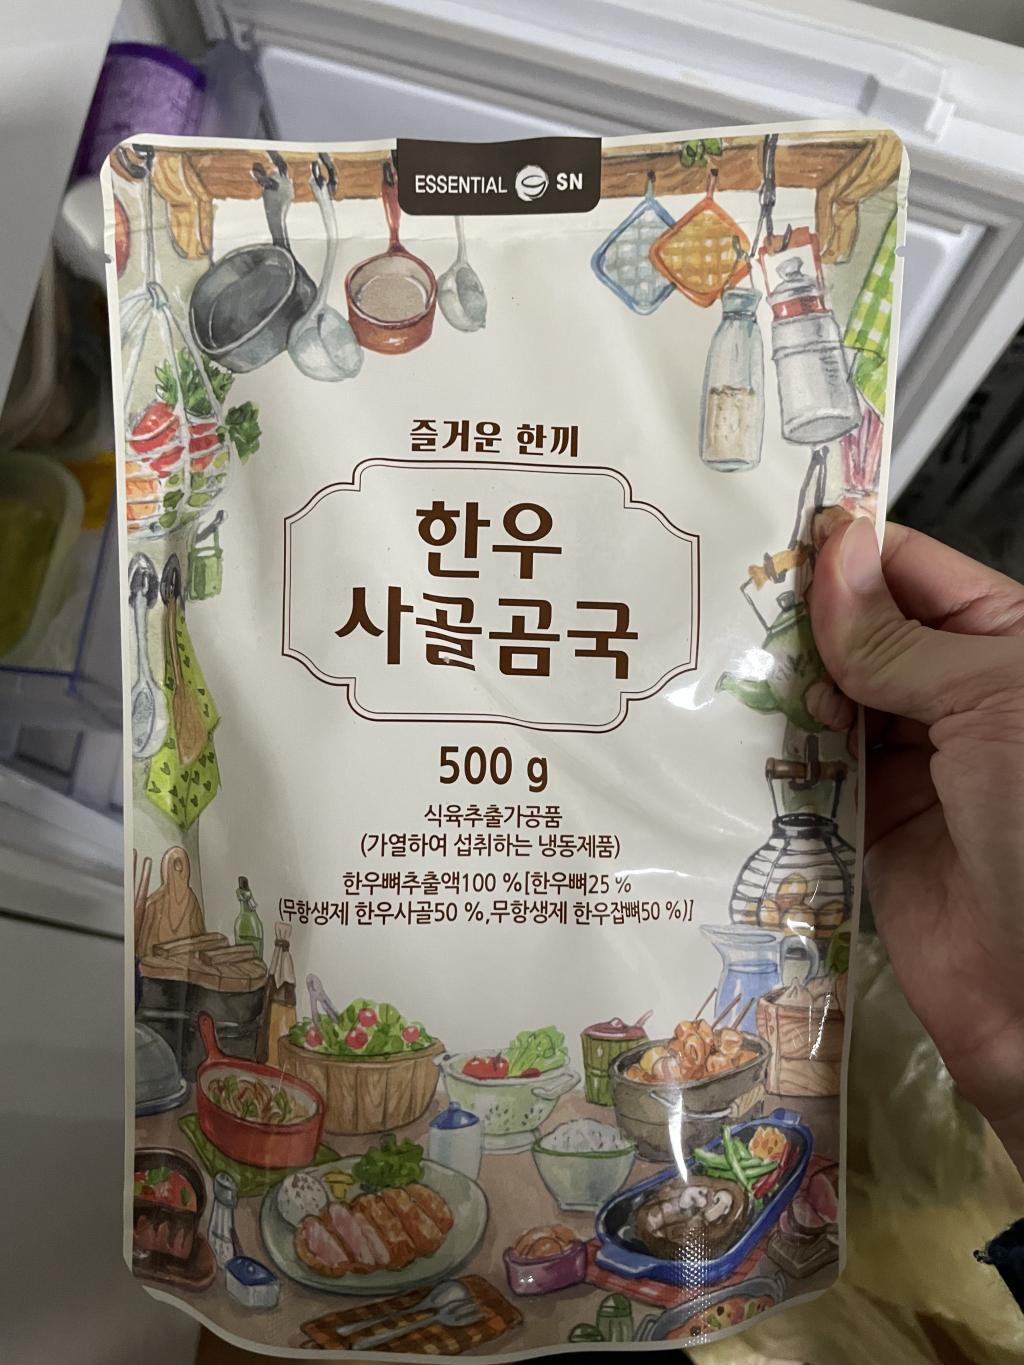 ESSENTIAL SN
즐거운 한끼
한우
사골곰국
500 g
식육추출가공품
(가열하여 섭취하는 냉동제품)
한우뼈추출액100 %[한우뼈25 %
(무항생제 한우사골50 %,무항생제 한우잡뼈50 %)]